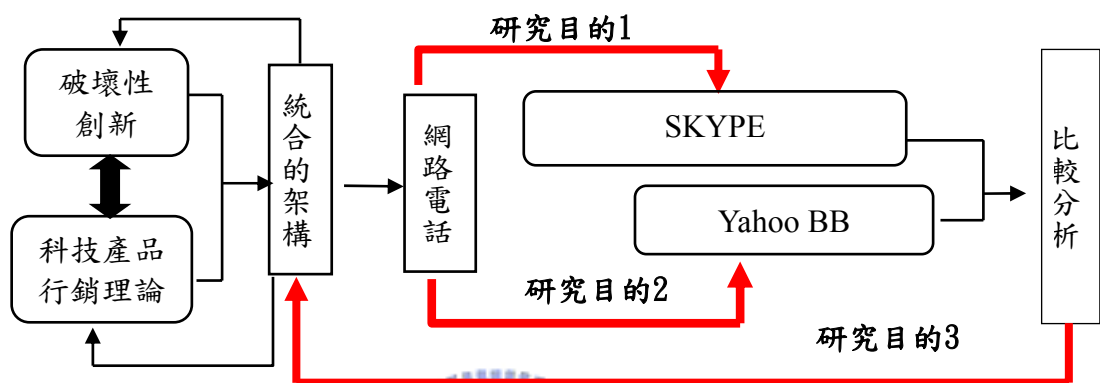 研究目的1
破壞性
創新
統合的架構
網路電話
SKYPE
Yahoo BB
比較分析
科技產品
行銷理論
研究目的2
研究目的3